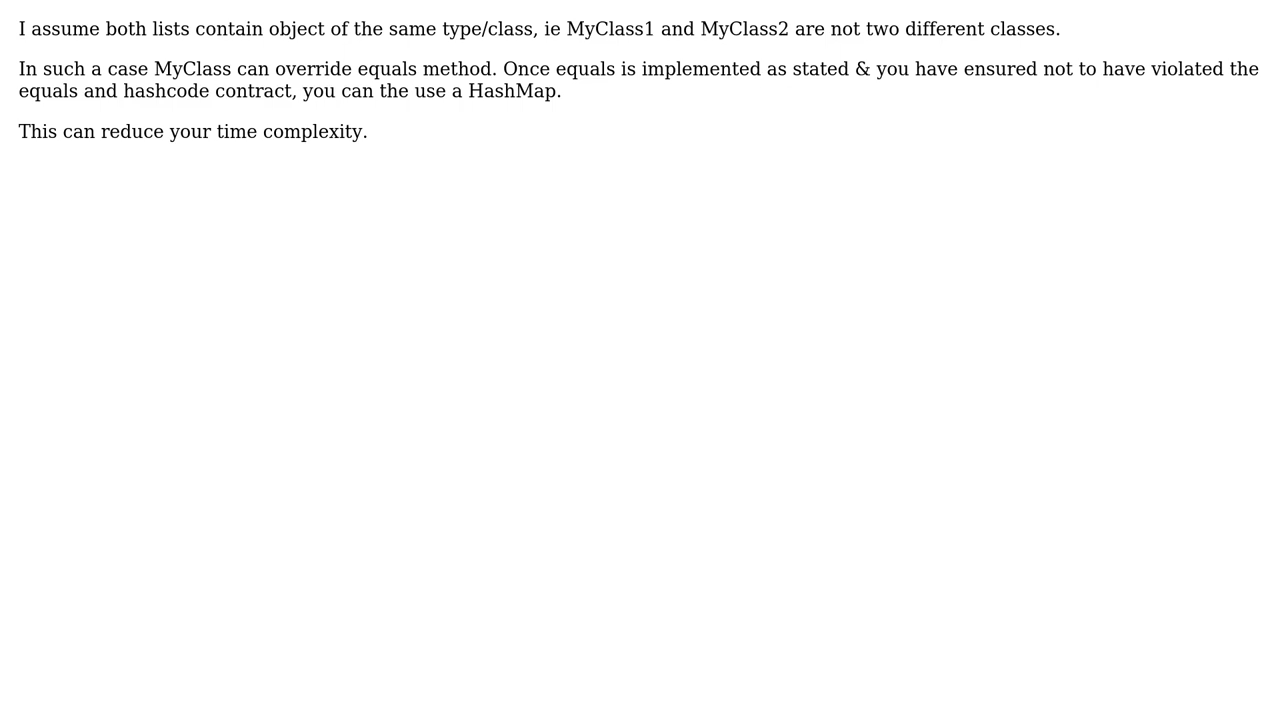 I assume both lists contain object of the same type/class, ie MyClass1 and MyClass2 are not two different classes.
In such a case MyClass can override equals method. Once equals is implemented as stated & you have ensured not to have violated the
equals and hashcode contract, you can the use a HashMap.
This can reduce your time complexity.